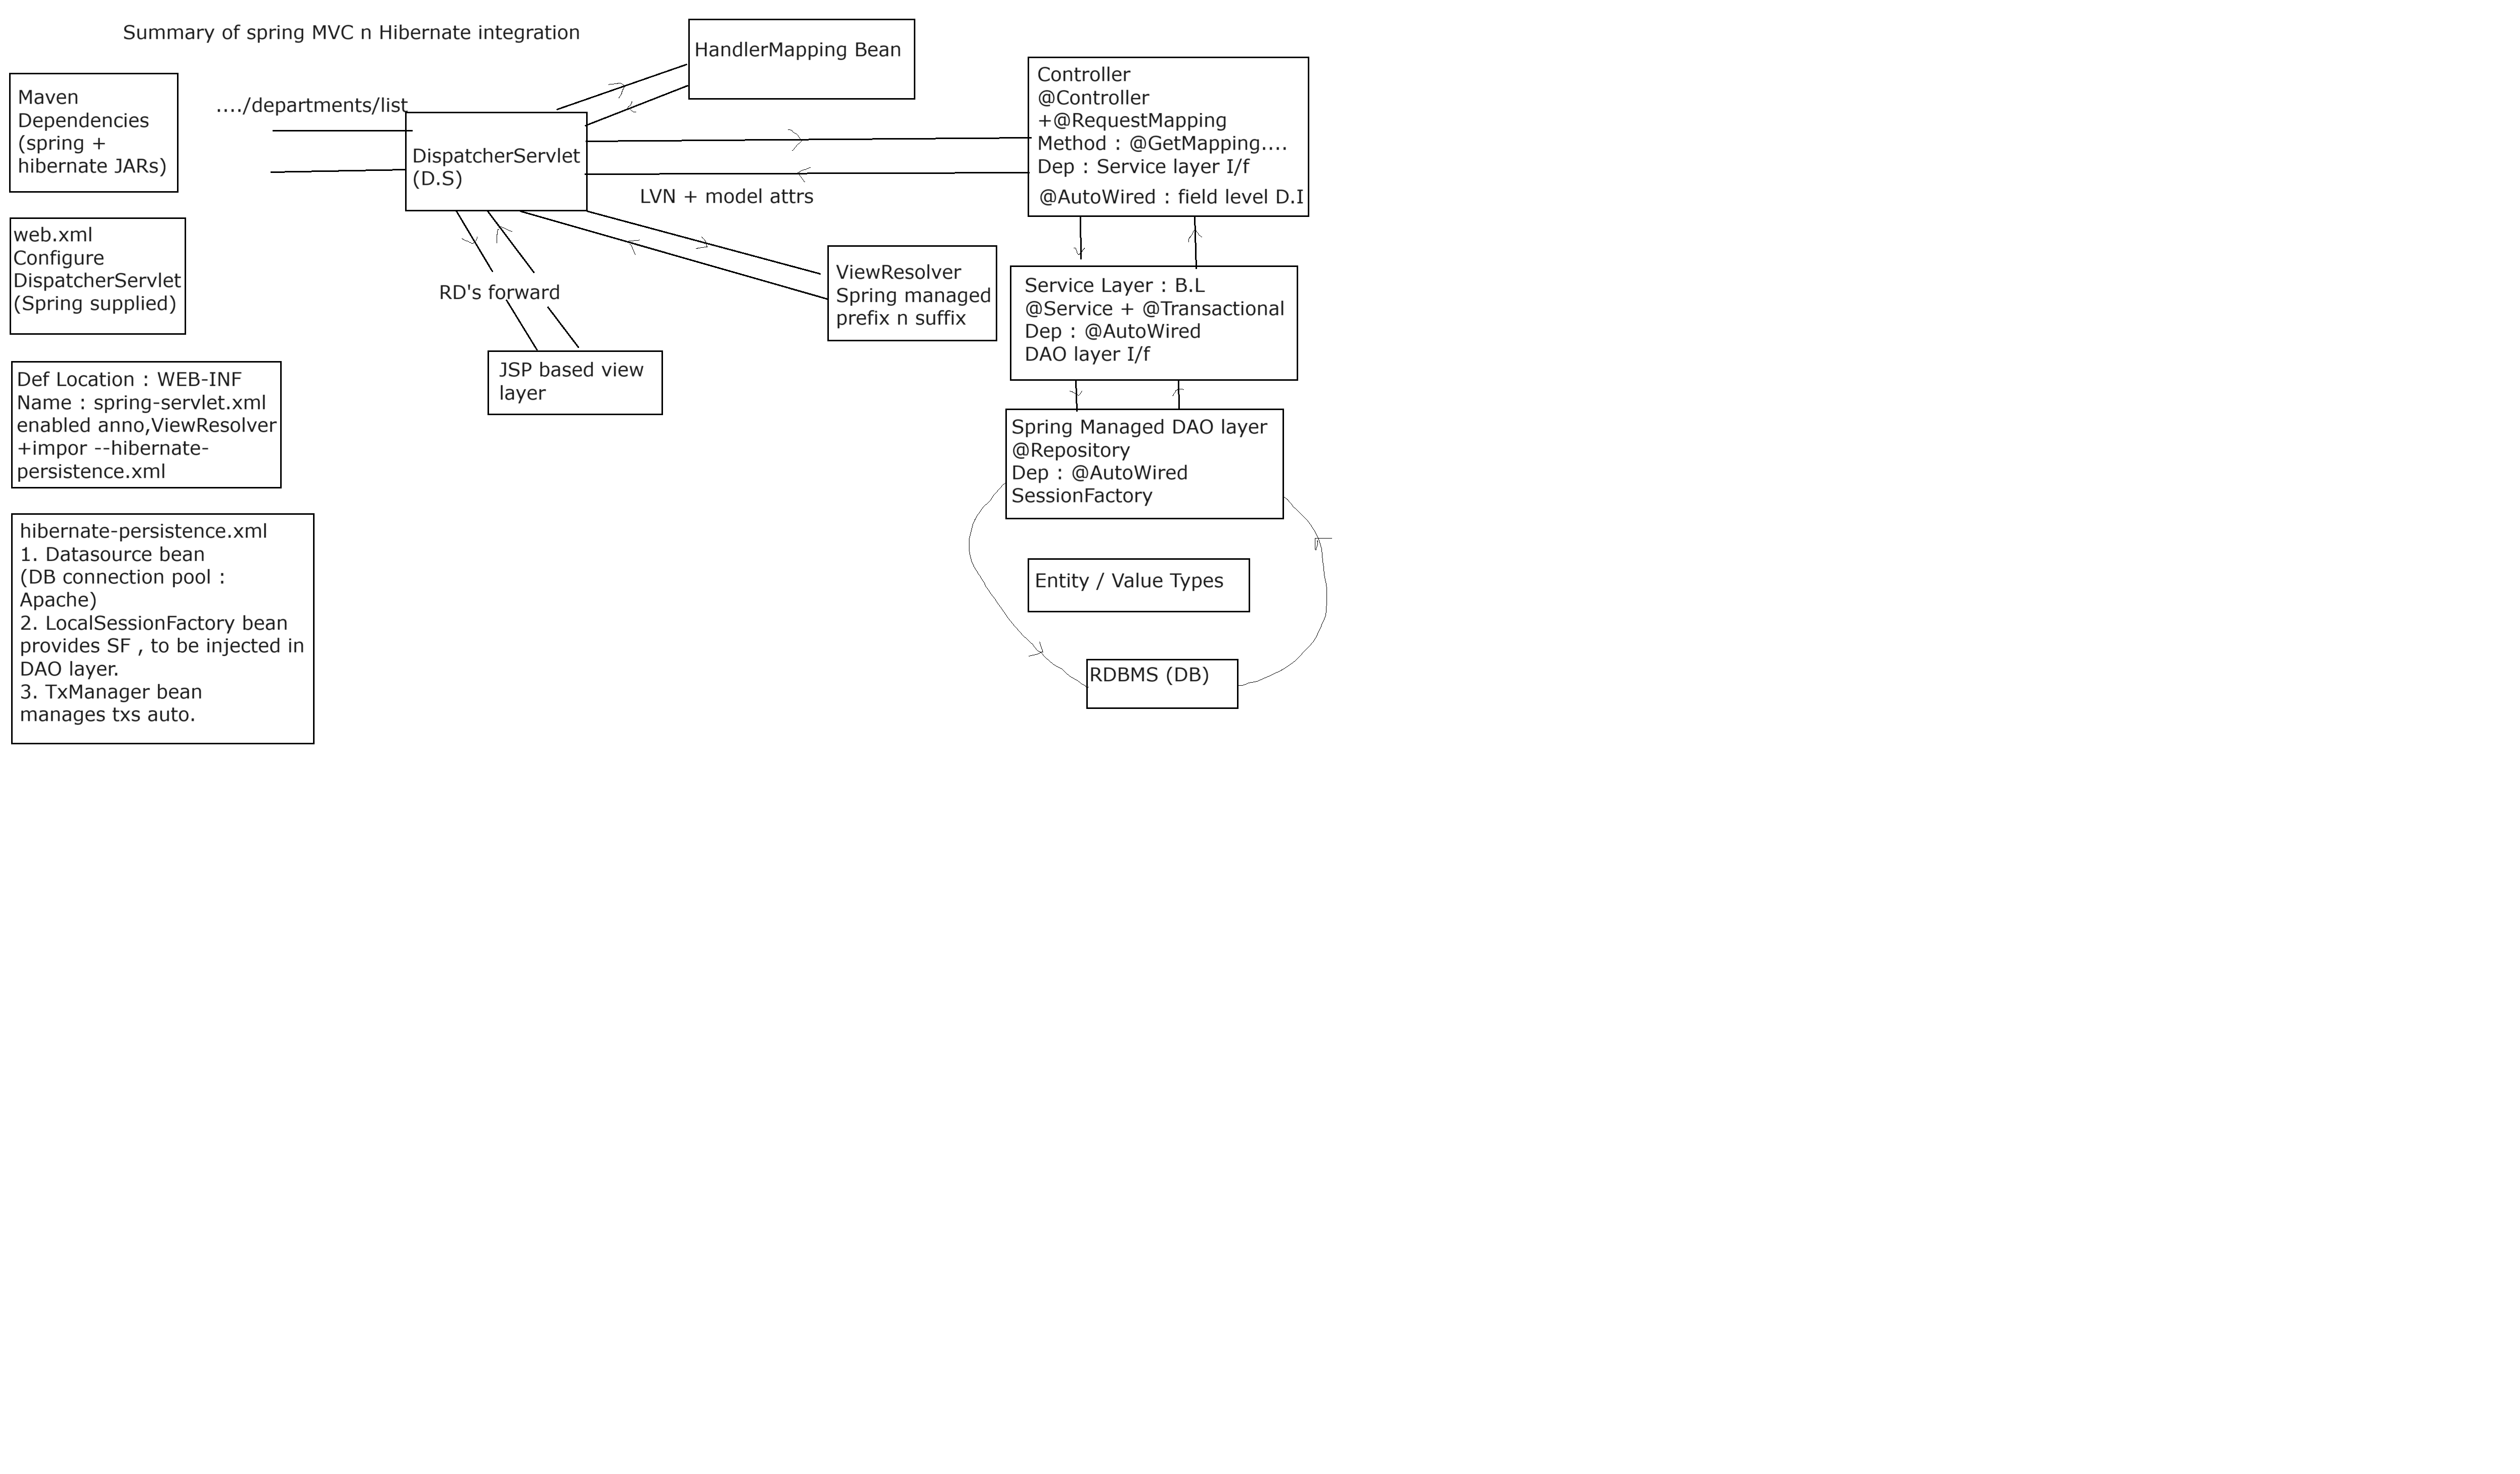 Summary of spring MVC n Hibernate integration
Maven
Dependencies
(spring +
hibernate JARs)
web.xml
Configure
DispatcherServlet
(Spring supplied)
Def Location : WEB-INF
Name : spring-servlet.xml
enabled anno,ViewResolver
+impor --hibernate-
persistence.xml
hibernate-persistence.xml
1. Datasource bean
(DB connection pool :
Apache)
2. LocalSessionFactory bean
provides SF , to be injected in
DAO layer.
3. TxManager bean
manages txs auto.
..../departments/list
DispatcherServlet
(D.S)
HandlerMapping Bean
LVN + model attrs
RD's forward
JSP based view
layer
ViewResolver
Spring managed
prefix n suffix
Controller
@Controller
+@RequestMapping
Method : @GetMapping....
Dep : Service layer I/f
@AutoWired : field level D.I
Service Layer : B.L
@Service + @Transactional
Dep : @AutoWired
DAO layer I/f
Spring Managed DAO layer
@Repository
Dep : @AutoWired
SessionFactory
Entity / Value Types
RDBMS (DB)